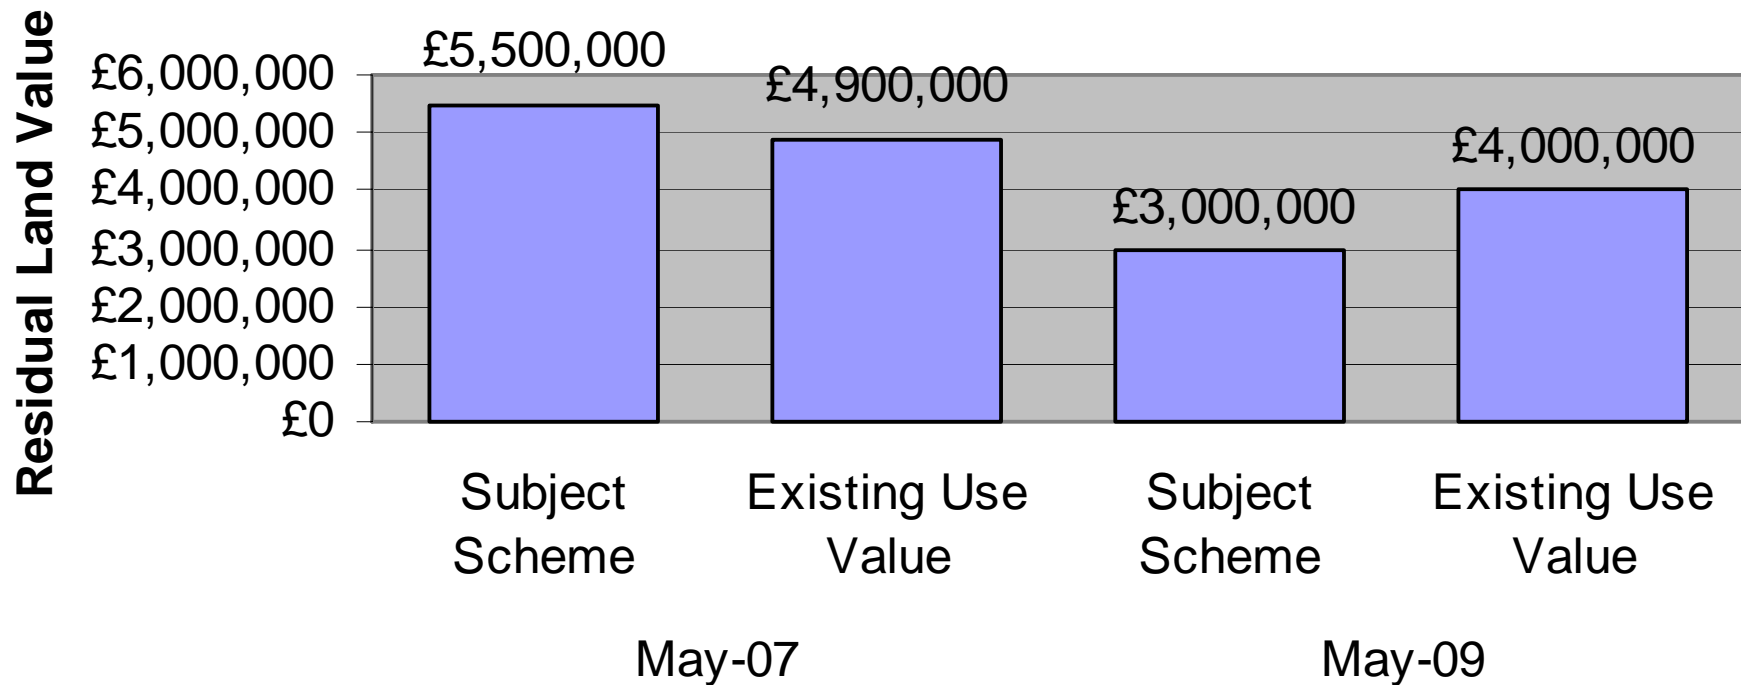 Residual Land Value
£6,000,000
£5,000,000
£4,000,000
£3,000,000
£2,000,000
£1,000,000
£0
£5,500,000
£4,900,000
£3,000,000
£4,000,000
Subject
Scheme
Existing Use
Value
Subject
Scheme
Existing Use
Value
May-07
May-09